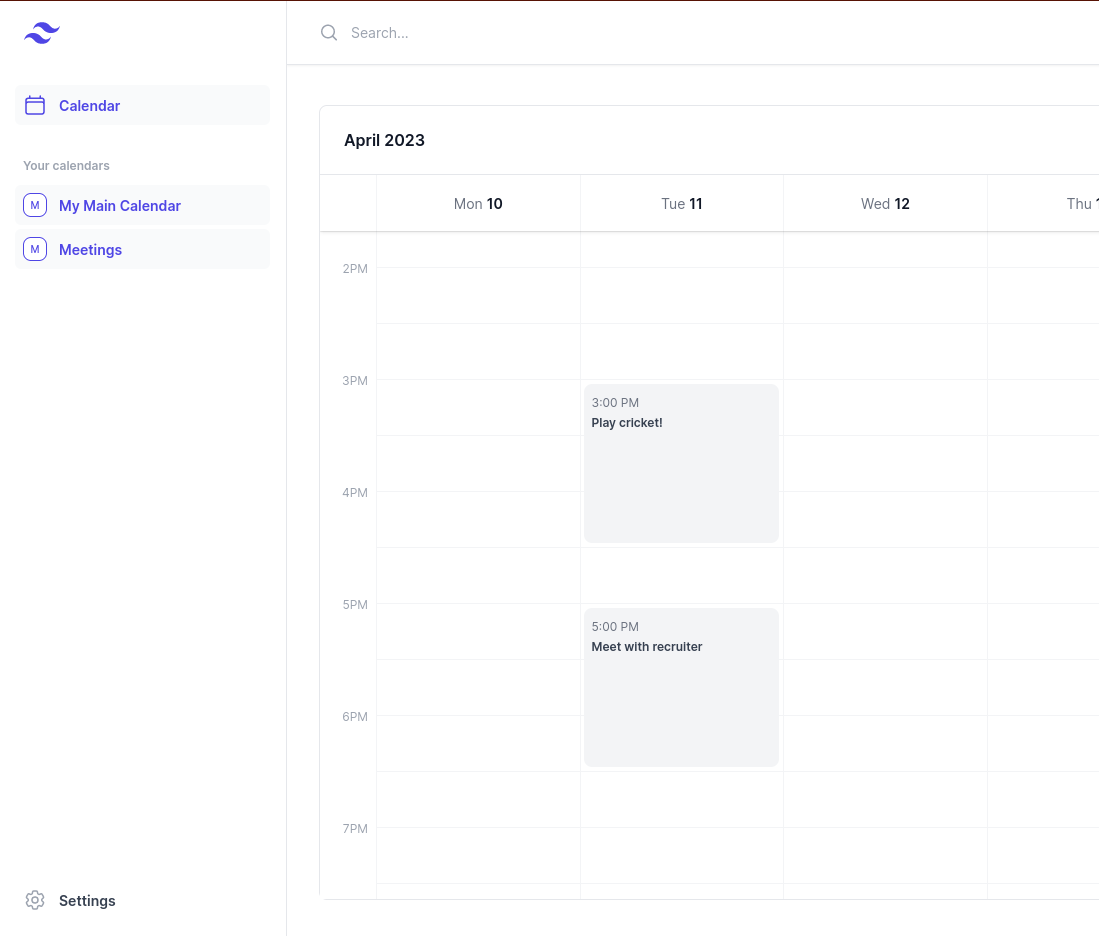 Search...
Calendar
Your calendars
M My Main Calendar
M Meetings
Settings
April 2023
Mon 10 Tue 11 Wed 12 Thu
2PM
3PM
3:00 PM
Play cricket!
4PM
5PM
5:00 PM
Meet with recruiter
6PM
7PM